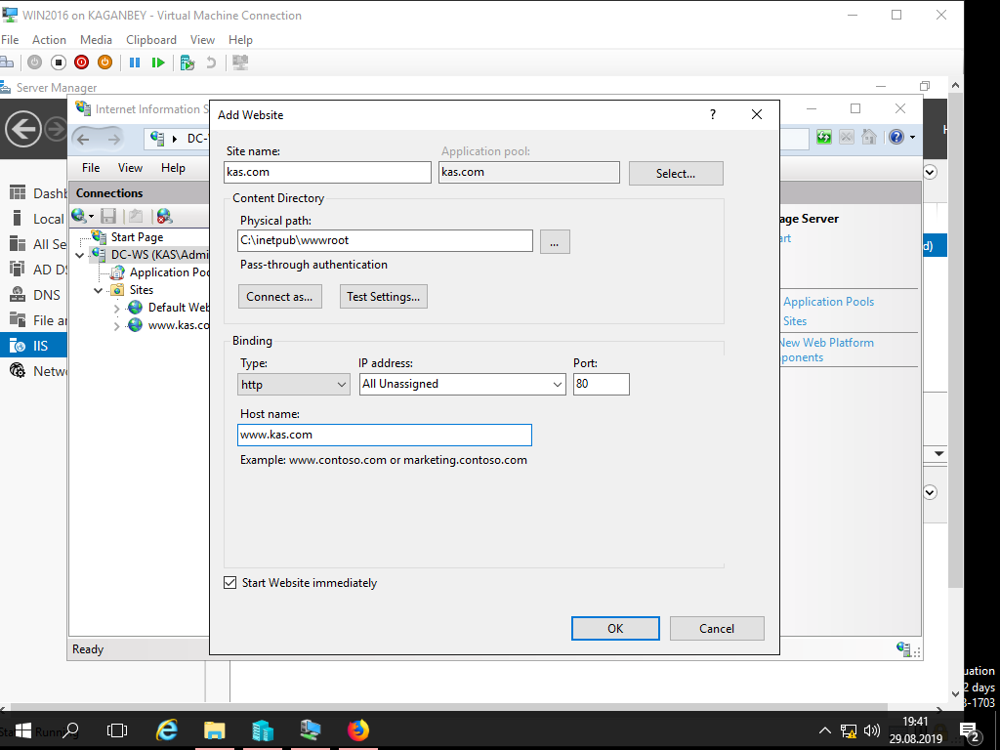 WIN2016 on KAGANBEY - Virtual Machine Connection
File Action Media Clipboard View Help
Server Manager
Internet Information S
DC-
File View Help
Connections
Start Page
DC-WS (KAS\Admi
Application Poo
Sites
Default Web
www.kas.co
Ready
Dashb
Local
All Se
AD DS
DNS
File an
IIS
Netwo
Add Website
?
Site name:
Application pool:
kas.com
kas.com
Select...
Content Directory
Physical path:
C:\inetpub\wwwroot
...
Pass-through authentication
Connect as...
Test Settings...
Binding
Type:
IP address:
Port:
http
All Unassigned
80
Host name:
www.kas.com
Example: www.contoso.com or marketing.contoso.com
Start Website immediately
OK
Cancel
age Server
art
Application Pools
Sites
New Web Platform
ponents
H
d)
uation
2 days
3-1703
19:41
29.08.2019
2